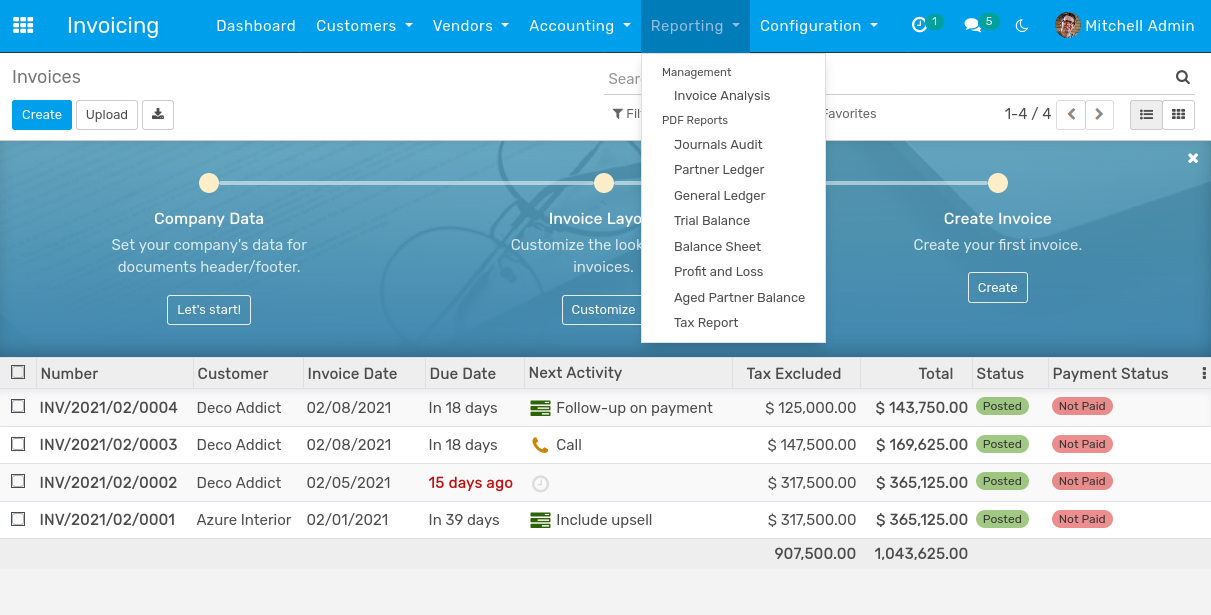 Invoicing Dashboard Customers Vendors Accounting Reporting Configuration 1 5 Mitchell Admin
Invoices
Sear
Create Upload
Fil
Favorites
1-4 / 4
Management
Invoice Analysis
PDF Reports
Journals Audit
Partner Ledger
General Ledger
Trial Balance
Balance Sheet
Profit and Loss
Aged Partner Balance
Tax Report
Company Data
Set your company's data for
documents header/footer.
Let's start!
Invoice Layo
Customize the look
invoices.
Customize
Create Invoice
Create your first invoice.
Create
Number Customer Invoice Date Due Date Next Activity Tax Excluded Total Status Payment Status
INV/2021/02/0004 Deco Addict 02/08/2021 In 18 days Follow-up on payment $ 125,000.00 $ 143,750.00 Posted Not Paid
INV/2021/02/0003 Deco Addict 02/08/2021 In 18 days Call $ 147,500.00 $ 169,625.00 Posted Not Paid
INV/2021/02/0002 Deco Addict 02/05/2021 15 days ago $ 317,500.00 $ 365,125.00 Posted Not Paid
INV/2021/02/0001 Azure Interior 02/01/2021 In 39 days Include upsell $ 317,500.00 $ 365,125.00 Posted Not Paid
907,500.00 1,043,625.00